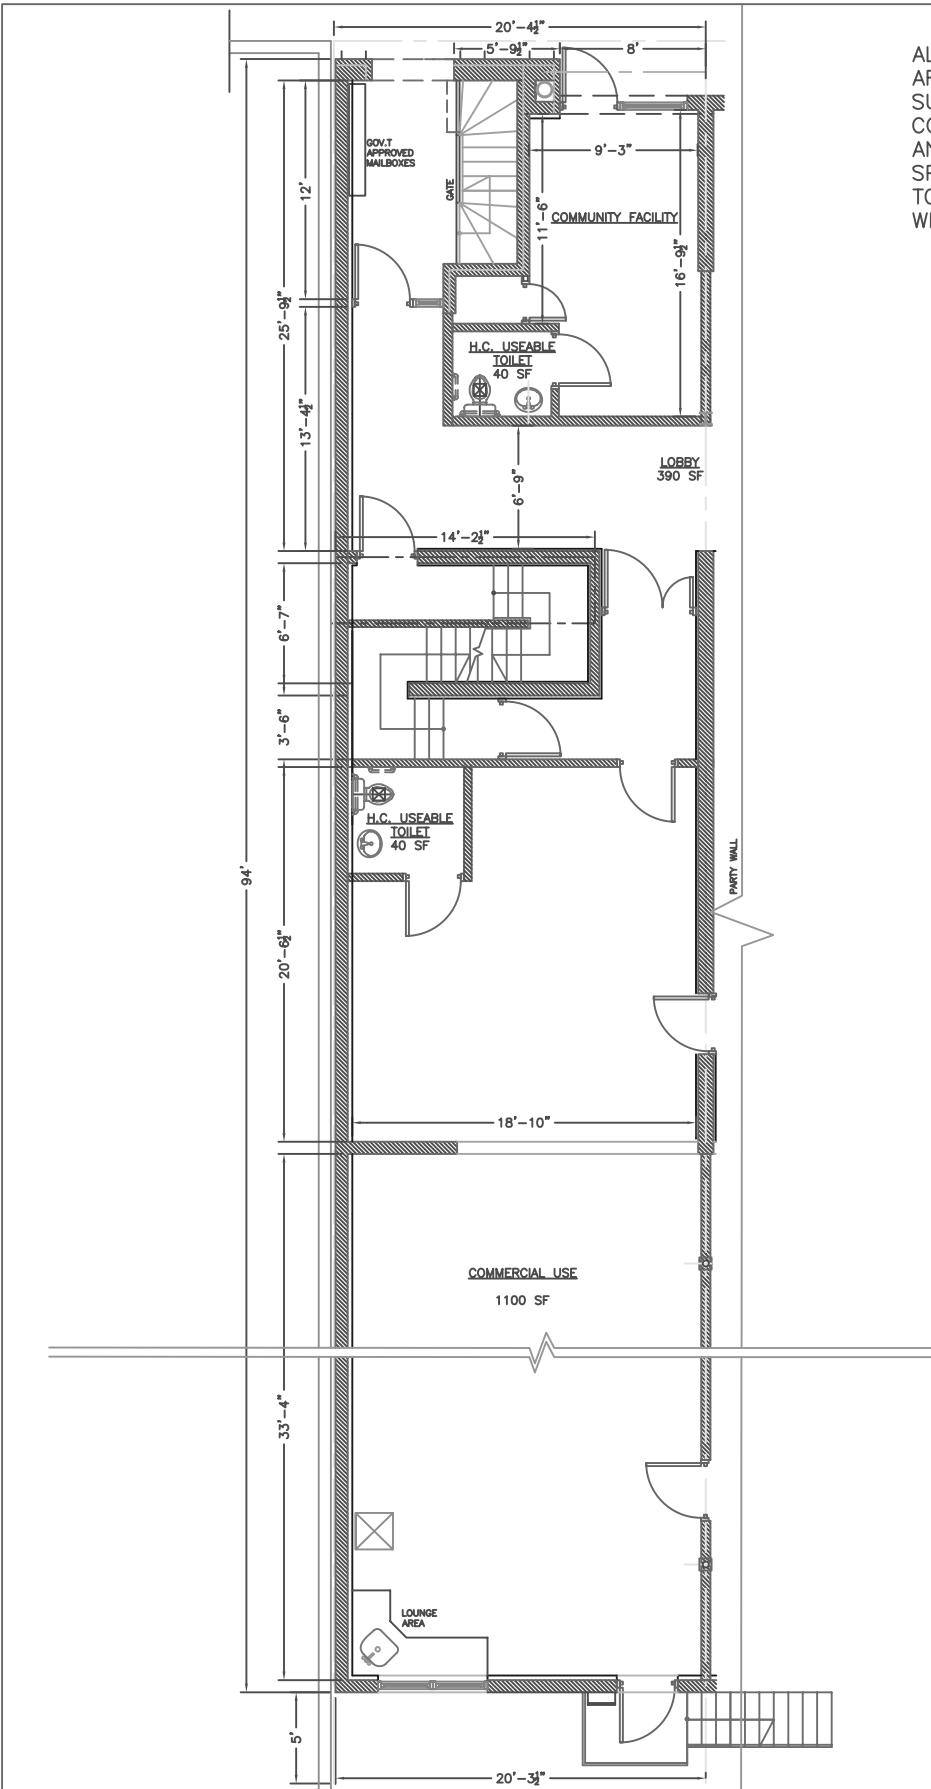 20'-4½"
5'-9½"
8'
GOV.T
APPROVED
MAILBOXES
GATE
12'
9'-3"
11'-6"
COMMUNITY FACILITY
16'-9½"
25'-9½"
H.C. USEABLE
TOILET
40 SF
13'-4½"
LOBBY
390 SF
6'-9"
14'-2½"
6'-7"
3'-6"
H.C. USEABLE
TOILET
40 SF
94'
PARTY WALL
20'-6½"
18'-10"
COMMERCIAL USE
1100 SF
33'-4"
LOUNGE
AREA
5'
20'-3½"